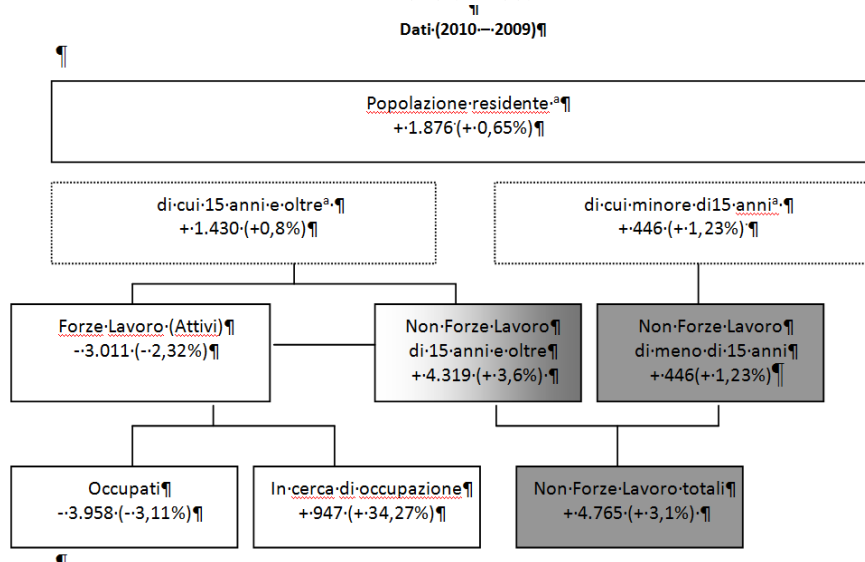 ¶
Dati·(2010·–·2009)¶
¶
Popolazione·residente·ª¶
+·1.876·(+·0,65%)¶
di·cui·15·anni·e·oltreª·¶
+·1.430·(+0,8%)¶
di·cui·minore·di15·anniª·¶
+·446·(+·1,23%)·¶
Forze·Lavoro·(Attivi)¶
-·3.011·(-·2,32%)¶
Non·Forze·Lavoro¶
di·15·anni·e·oltre¶
+·4.319·(+·3,6%)·¶
Non·Forze·Lavoro¶
di·meno·di·15·anni¶
+·446(+·1,23%)¶
Occupati¶
-·3.958·(-·3,11%)¶
In·cerca·di·occupazione¶
+·947·(+·34,27%)¶
Non·Forze·Lavoro·totali¶
+·4.765·(+·3,1%)·¶
¶